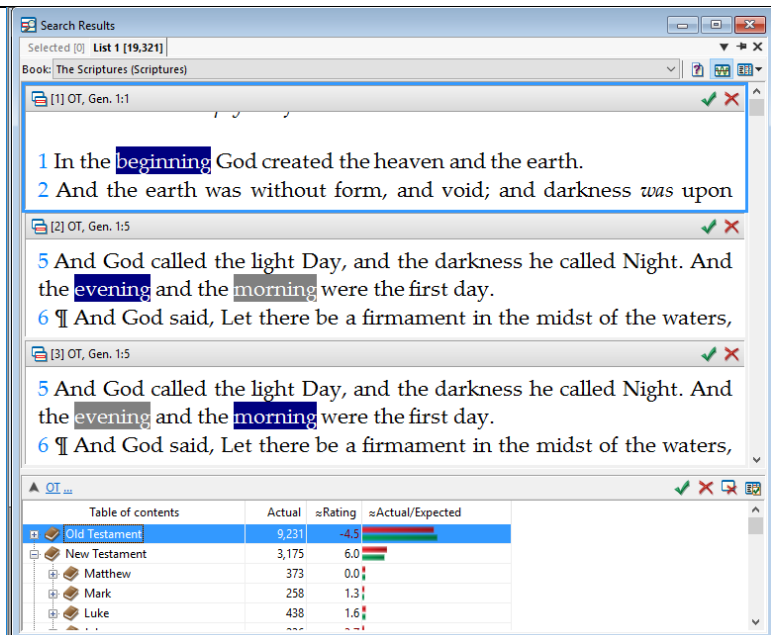 Search Results
Selected [0] List 1 [19,321]
Book: The Scriptures (Scriptures)
[1] OT, Gen. 1:1
1 In the beginning God created the heaven and the earth.
2 And the earth was without form, and void; and darkness was upon
[2] OT, Gen. 1:5
5 And God called the light Day, and the darkness he called Night. And
the evening and the morning were the first day.
6 ¶ And God said, Let there be a firmament in the midst of the waters,
[3] OT, Gen. 1:5
5 And God called the light Day, and the darkness he called Night. And
the evening and the morning were the first day.
6 ¶ And God said, Let there be a firmament in the midst of the waters,
OT ...
Table of contents Actual ≈Rating ≈Actual/Expected
Old Testament 9,231 -4.5
New Testament 3,175 6.0
Matthew 373 0.0
Mark 258 1.3
Luke 438 1.6